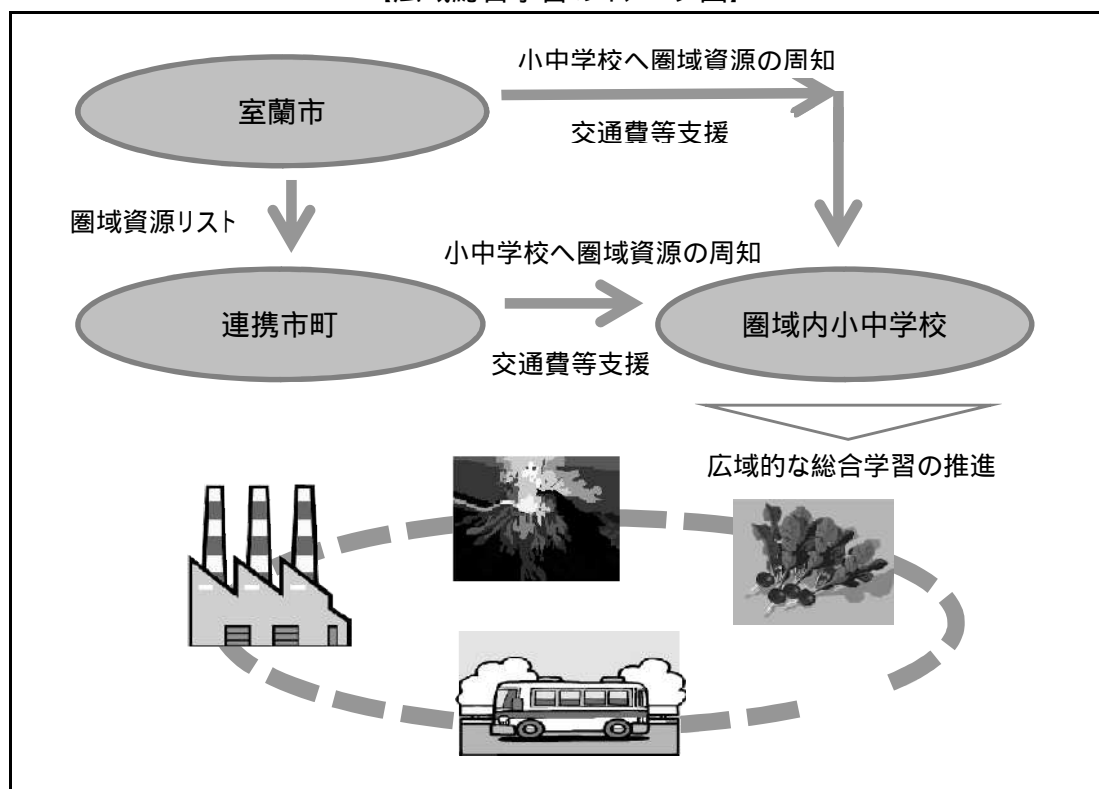 小中学校へ圏域資源の周知
室蘭市
交通費等支援
圏域資源リスト
小中学校へ圏域資源の周知
連携市町
圏域内小中学校
交通費等支援
広域的な総合学習の推進